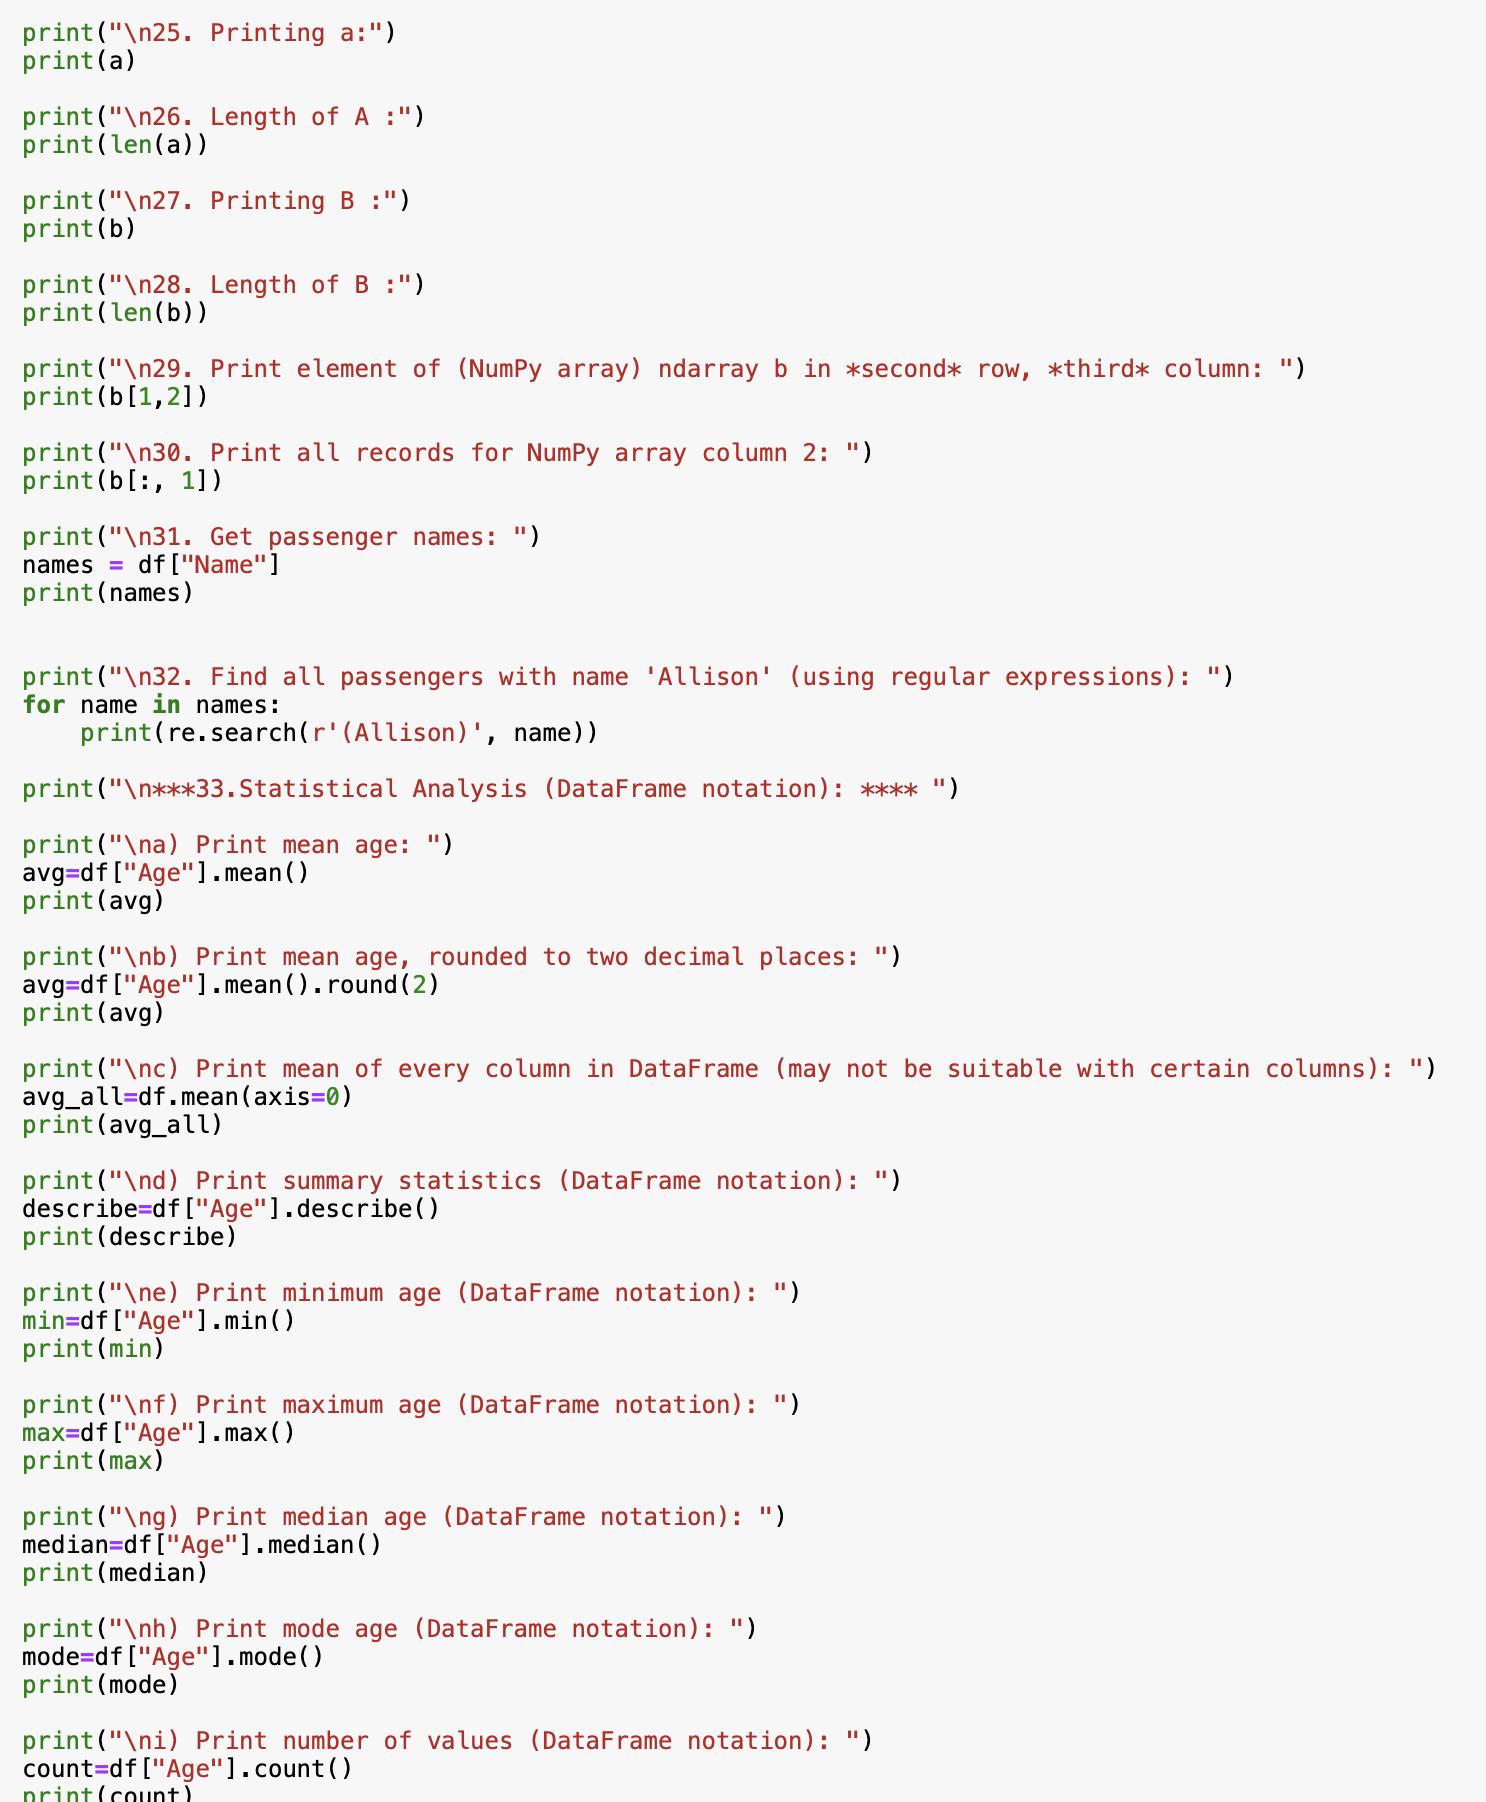 print("\n25. Printing a:")
print(a)
print("\n26. Length of A :")
print(len(a))
print("\n27. Printing B :")
print(b)
print("\n28. Length of B :")
print(len(b))
print("\n29. Print element of (NumPy array) ndarray b in *second* row, *third* column: ")
print(b[1,2])
print("\n30. Print all records for NumPy array column 2: ")
print(b[:, 1])
print("\n31. Get passenger names: ")
names = df["Name"]
print(names)
print("\n32. Find all passengers with name 'Allison' (using regular expressions): ")
for name in names:
    print(re.search(r'(Allison)', name))
print("\n***33.Statistical Analysis (DataFrame notation): **** ")
print("\na) Print mean age: ")
avg=df["Age"].mean()
print(avg)
print("\nb) Print mean age, rounded to two decimal places: ")
avg=df["Age"].mean().round(2)
print(avg)
print("\nc) Print mean of every column in DataFrame (may not be suitable with certain columns): ")
avg_all=df.mean(axis=0)
print(avg_all)
print("\nd) Print summary statistics (DataFrame notation): ")
describe=df["Age"].describe()
print(describe)
print("\ne) Print minimum age (DataFrame notation): ")
min=df["Age"].min()
print(min)
print("\nf) Print maximum age (DataFrame notation): ")
max=df["Age"].max()
print(max)
print("\ng) Print median age (DataFrame notation): ")
median=df["Age"].median()
print(median)
print("\nh) Print mode age (DataFrame notation): ")
mode=df["Age"].mode()
print(mode)
print("\ni) Print number of values (DataFrame notation): ")
count=df["Age"].count()
print(count)